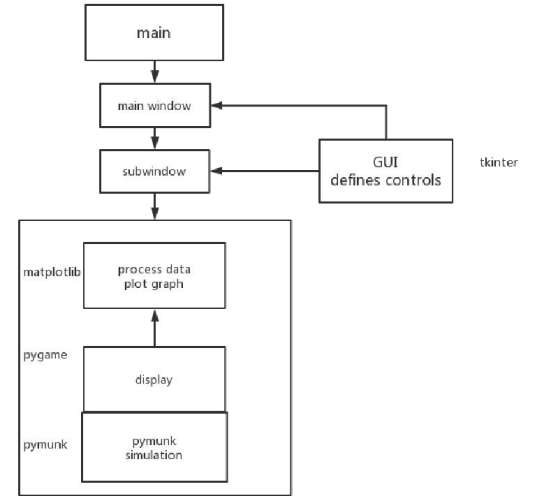 main
main window
subwindow
GUI
defines controls
tkinter
matplotlib
process data
plot graph
pygame
display
pymunk
pymunk
simulation